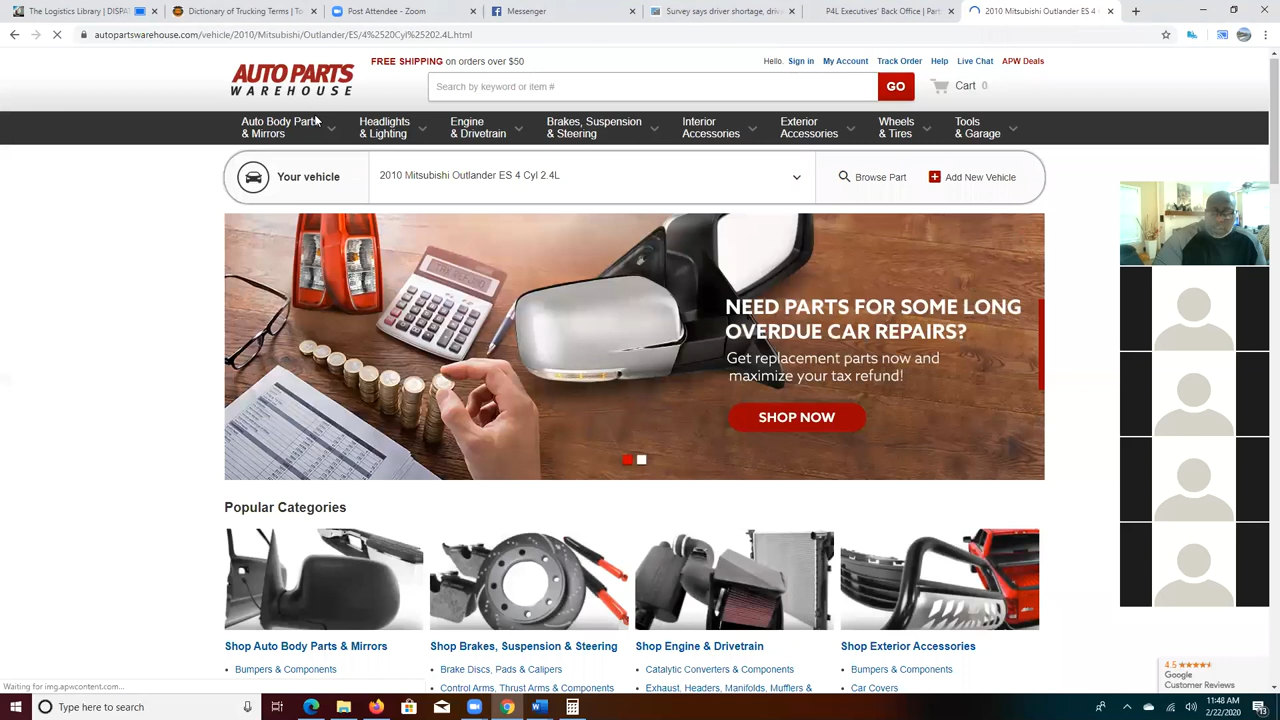 The Logistics Library | DISPAT
Dictionary of Trucking Terms | To
Post Attendee - Zoom
Messenger
Survey says driver shortage, drive
P4L Executives' Back Office | Part
2010 Mitsubishi Outlander ES 4
autopartswarehouse.com/vehicle/2010/Mitsubishi/Outlander/ES/4%2520Cyl%25202.4L.html
AUTO PARTS
WAREHOUSE
FREE SHIPPING on orders over $50
Hello. Sign in My Account Track Order Help Live Chat APW Deals
Search by keyword or item #
GO
Cart 0
Auto Body Parts
& Mirrors
Headlights
& Lighting
Engine
& Drivetrain
Brakes, Suspension
& Steering
Interior
Accessories
Exterior
Accessories
Wheels
& Tires
Tools
& Garage
Your vehicle
2010 Mitsubishi Outlander ES 4 Cyl 2.4L
Browse Part
Add New Vehicle
NEED PARTS FOR SOME LONG
OVERDUE CAR REPAIRS?
Get replacement parts now and
maximize your tax refund!
SHOP NOW
Popular Categories
Shop Auto Body Parts & Mirrors
Bumpers & Components
Shop Brakes, Suspension & Steering
Brake Discs, Pads & Calipers
Control Arms, Thrust Arms & Components
Shop Engine & Drivetrain
Catalytic Converters & Components
Exhaust, Headers, Manifolds, Mufflers &
Shop Exterior Accessories
Bumpers & Components
Car Covers
4.5
Google
Customer Reviews
Waiting for img.apwcontent.com...
Type here to search
11:48 AM
2/22/2020